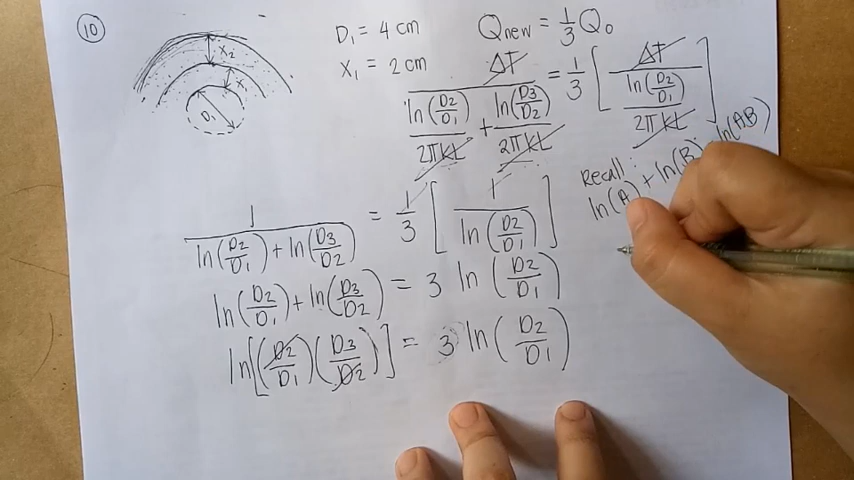 10
X2
X1
D1
D1 = 4 cm
X1 = 2 cm
Qnew = 1/3 Q0
ΔT / [ln(D2/D1)/2πKL + ln(D3/D2)/2πKL] = 1/3 [ΔT / (ln(D2/D1)/2πKL)]
Recall:
ln(A) + ln(B) ln(AB)
1 / [ln(D2/D1) + ln(D3/D2)] = 1/3 [1 / ln(D2/D1)]
ln(D2/D1) + ln(D3/D2) = 3 ln(D2/D1)
ln[(D2/D1)(D3/D2)] = 3 ln(D2/D1)